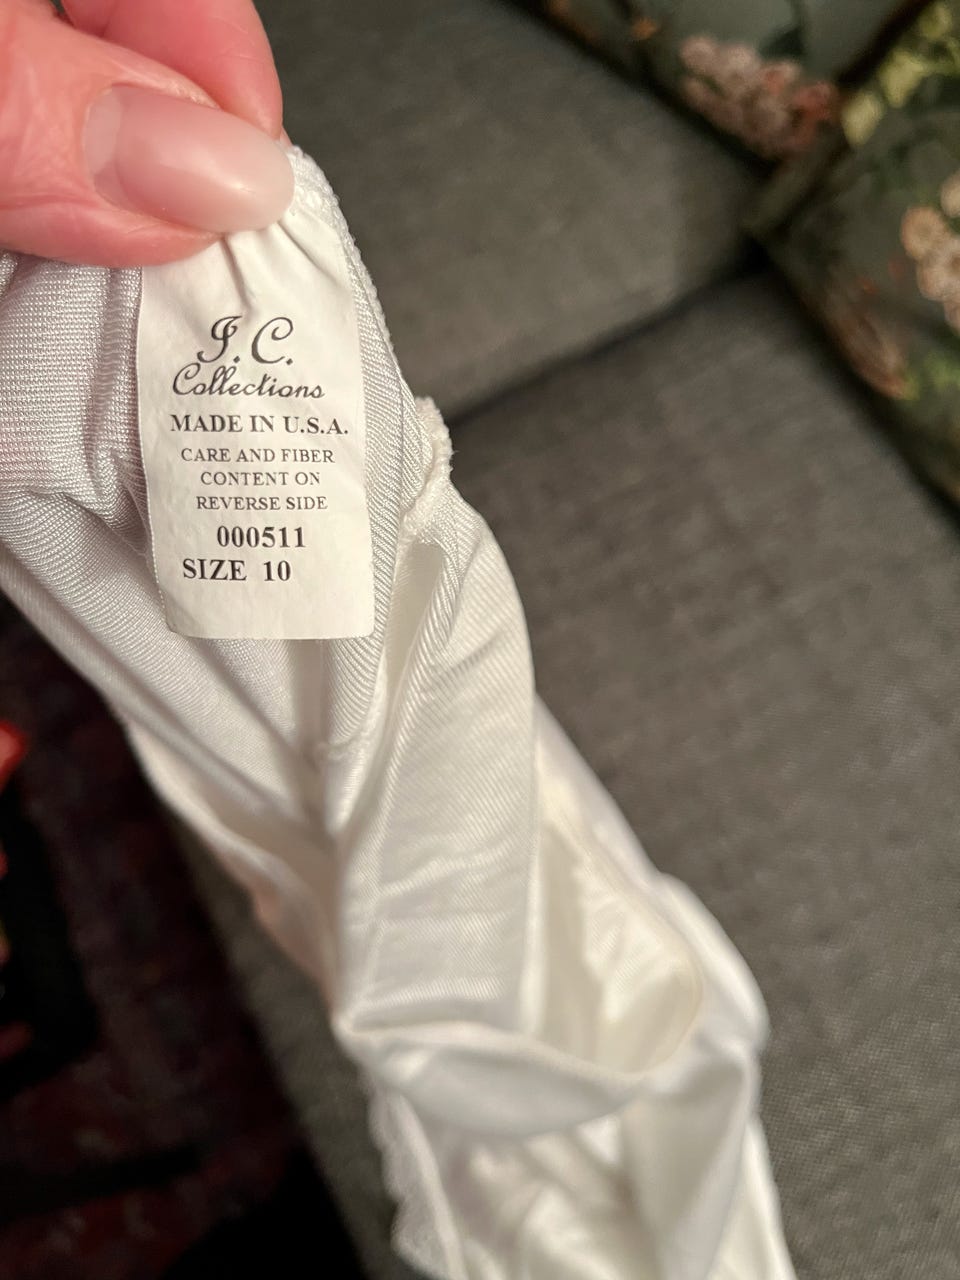 J.C.
Collections
MADE IN U.S.A.
CARE AND FIBER
CONTENT ON
REVERSE SIDE
000511
SIZE 10